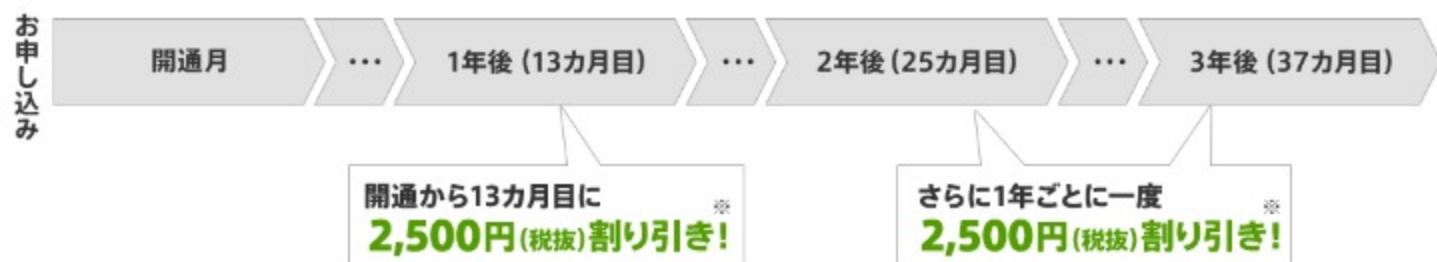 お申し込み
開通月
…
1年後（13カ月目）
…
2年後（25カ月目）
…
3年後（37カ月目）
開通から13カ月目に
2,500円（税抜）割り引き！※
さらに1年ごとに一度
2,500円（税抜）割り引き！※